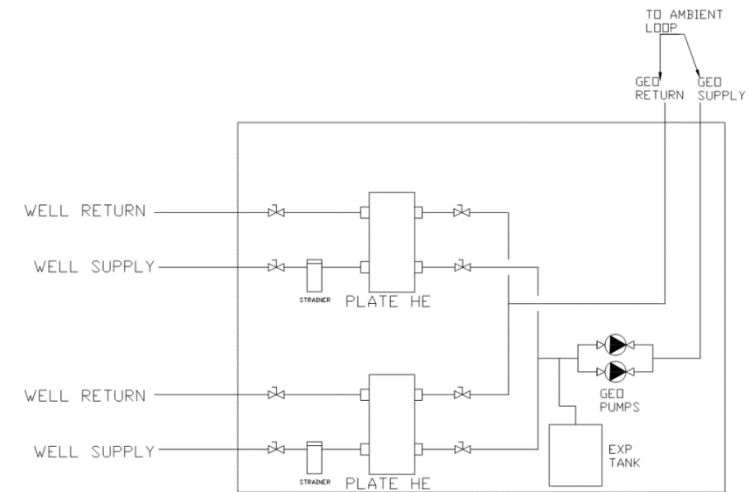 TO AMBIENT
LOOP
GEO
RETURN
GEO
SUPPLY
WELL RETURN
WELL SUPPLY
STRAINER
PLATE HE
WELL RETURN
WELL SUPPLY
STRAINER
PLATE HE
GEO
PUMPS
EXP
TANK